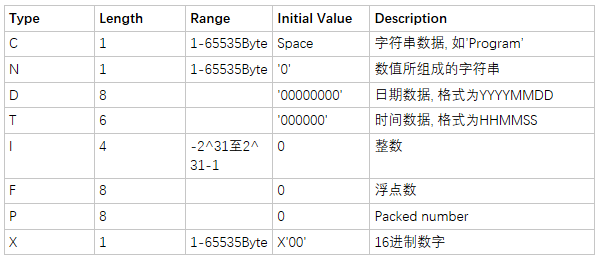 Type Length Range Initial Value Description
C 1 1-65535Byte Space 字符串数据, 如'Program'
N 1 1-65535Byte '0' 数值所组成的字符串
D 8 '00000000' 日期数据, 格式为YYYYMMDD
T 6 '000000' 时间数据, 格式为HHMMSS
I 4 -2^31至2^ 0 整数
31-1
F 8 0 浮点数
P 8 0 Packed number
X 1 1-65535Byte X'00' 16进制数字